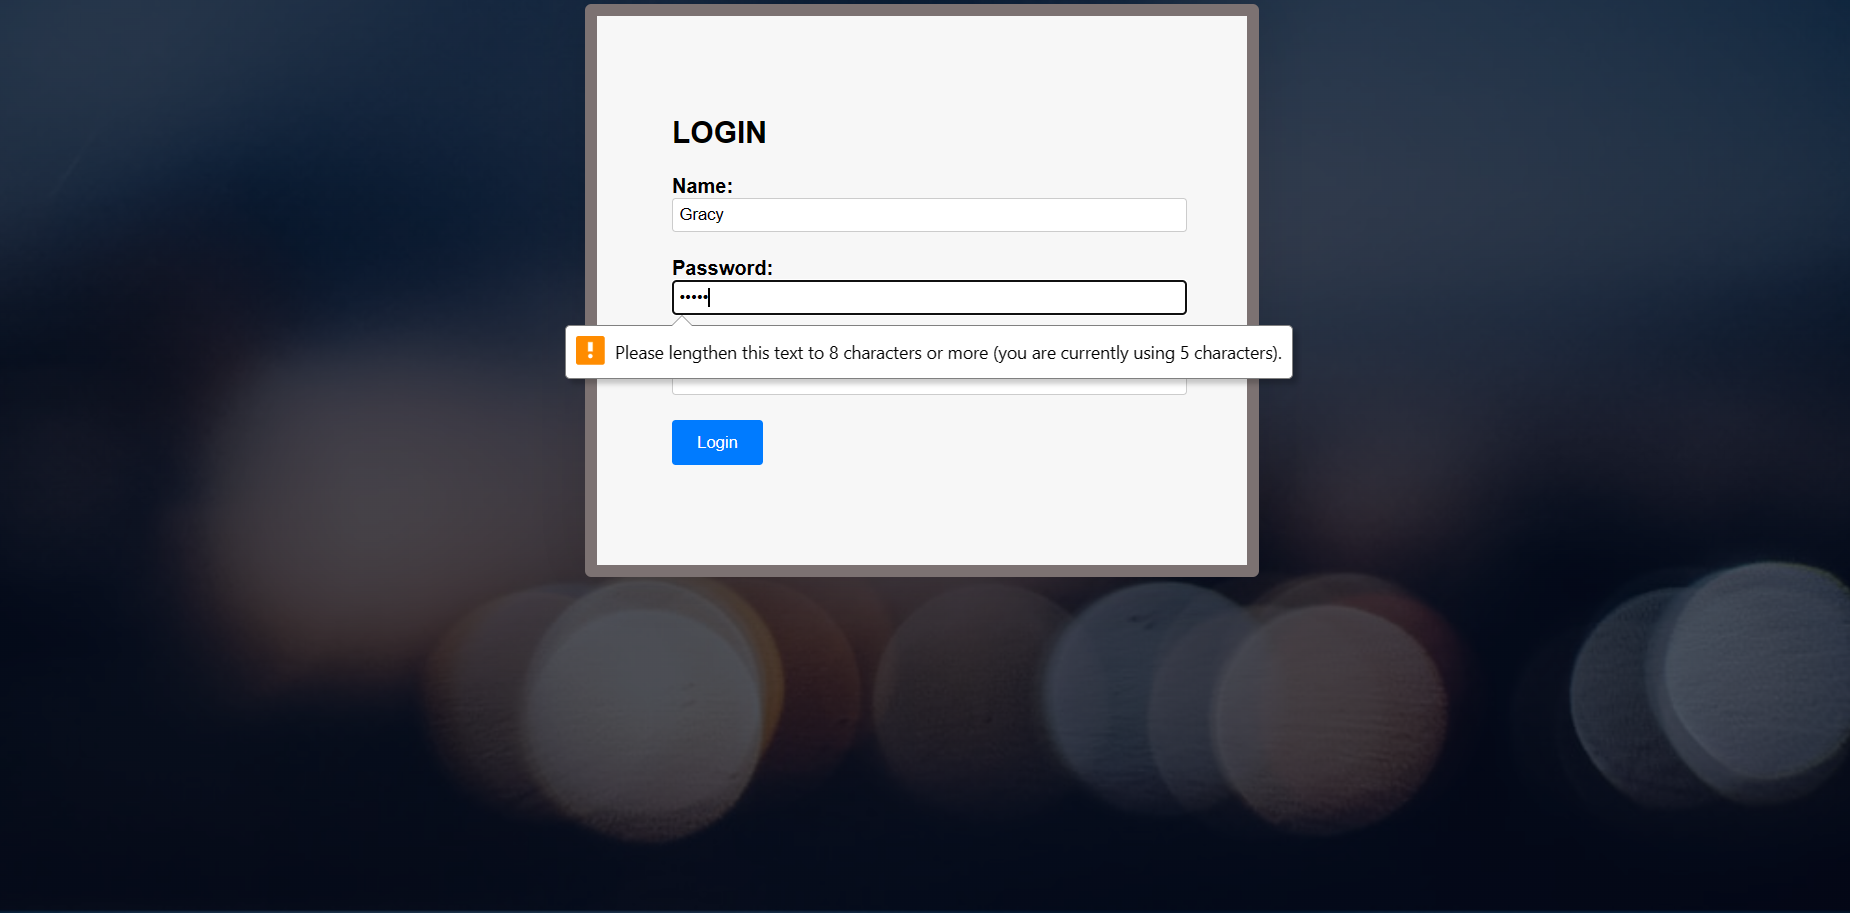 LOGIN
Name:
Gracy
Password:
•••••
Please lengthen this text to 8 characters or more (you are currently using 5 characters).
Login